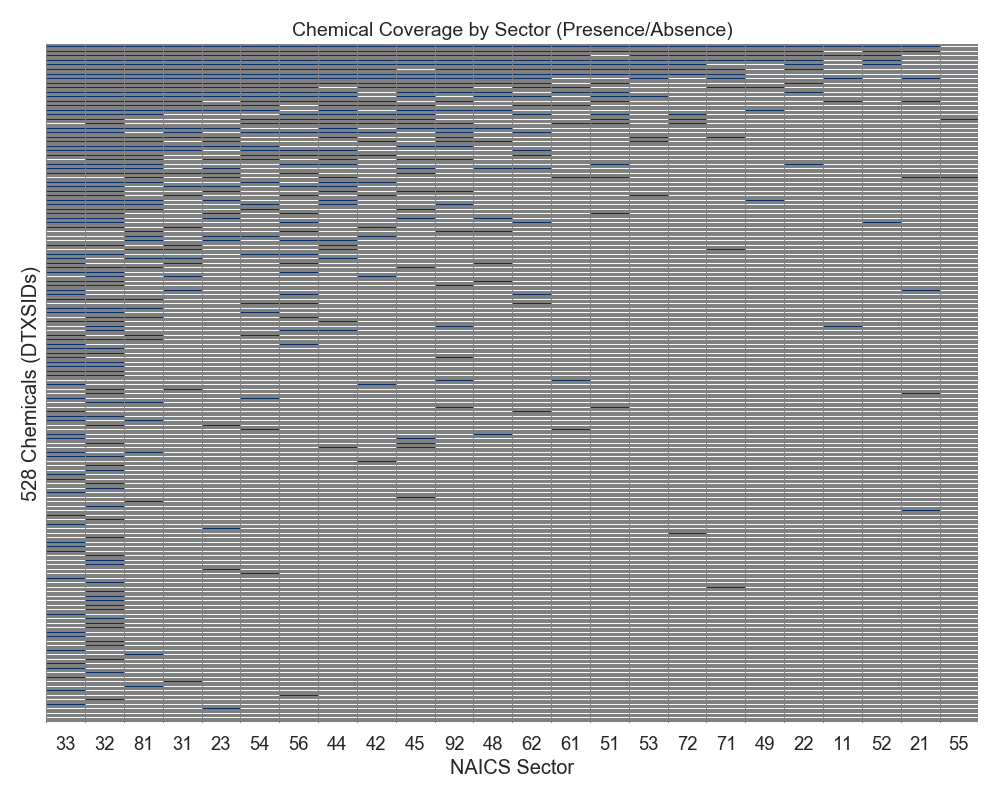 Chemical Coverage by Sector (Presence/Absence)
528 Chemicals (DTXSIDs)
33 32 81 31 23 54 56 44 42 45 92 48 62 61 51 53 72 71 49 22 11 52 21 55
NAICS Sector